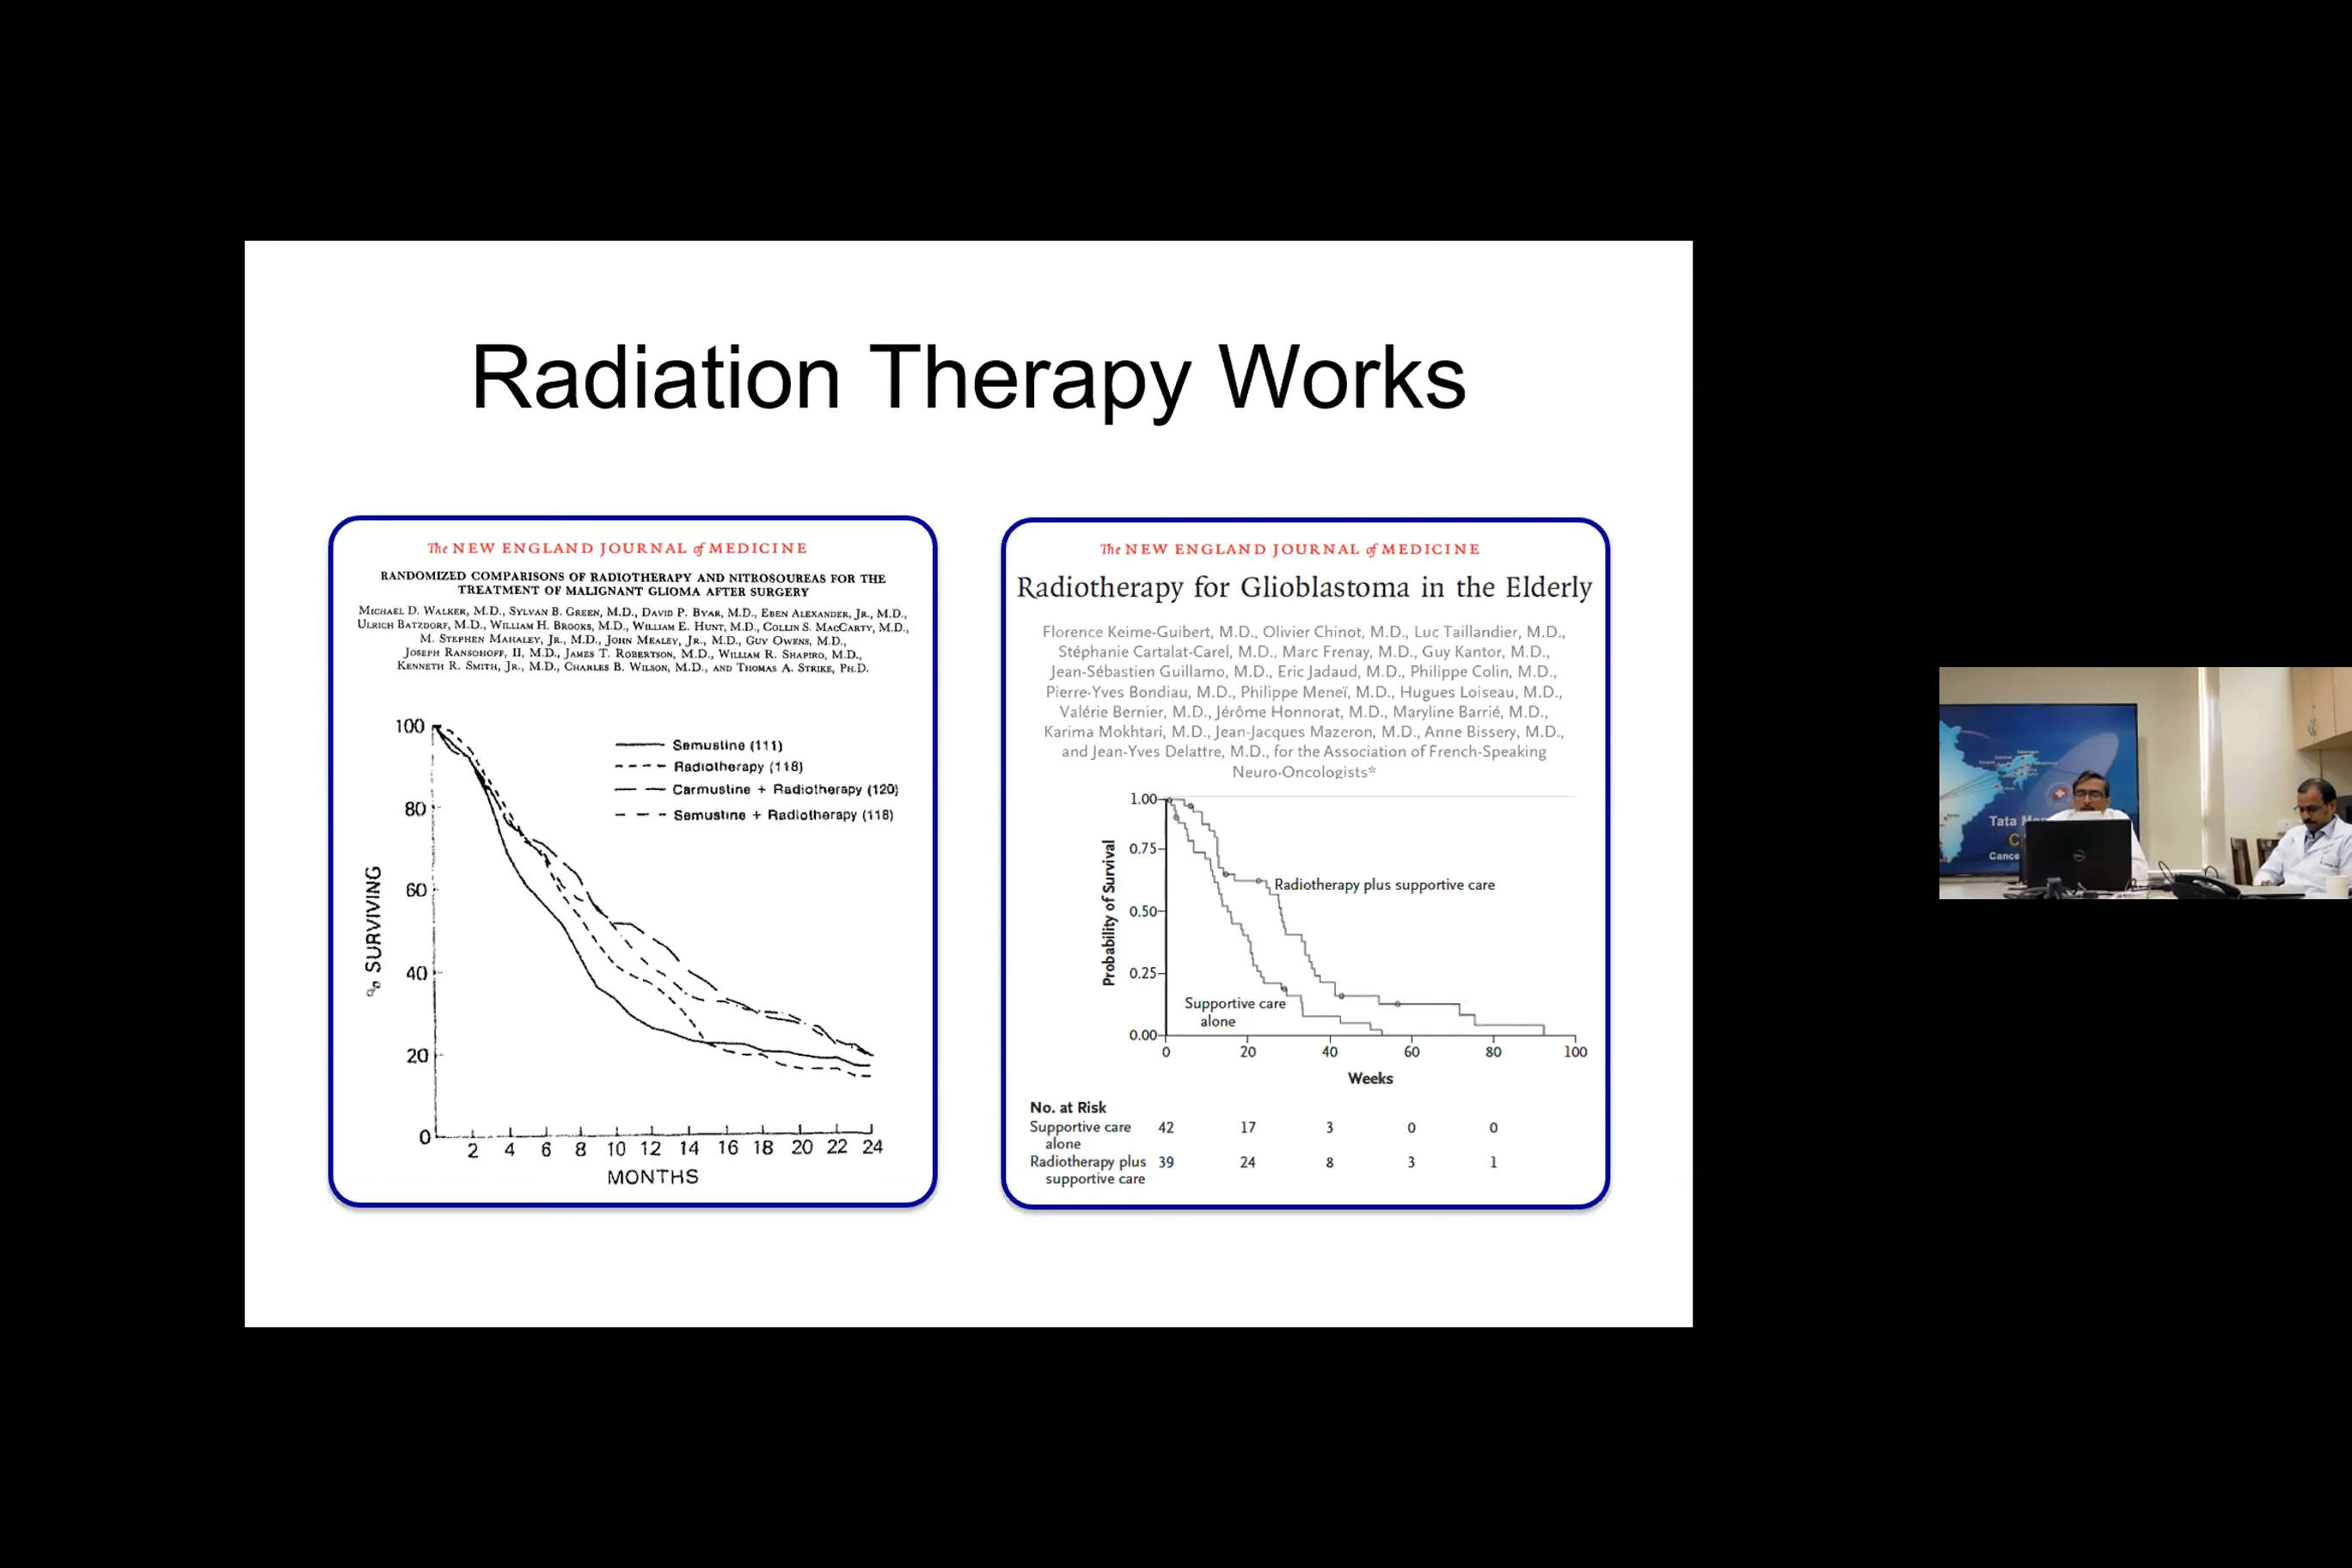 Radiation Therapy Works
The NEW ENGLAND JOURNAL of MEDICINE
RANDOMIZED COMPARISONS OF RADIOTHERAPY AND NITROSOUREAS FOR THE
TREATMENT OF MALIGNANT GLIOMA AFTER SURGERY
MICHAEL D. WALKER, M.D., SYLVAN B. GREEN, M.D., DAVID P. BYAR, M.D., EBEN ALEXANDER, JR., M.D.,
ULRICH BATZDORF, M.D., WILLIAM H. BROOKS, M.D., WILLIAM E. HUNT, M.D., COLLIN S. MACCARTY, M.D.,
M. STEPHEN MAHALEY, JR., M.D., JOHN MEALEY, JR., M.D., GUY OWENS, M.D.,
JOSEPH RANSOHOFF, II, M.D., JAMES T. ROBERTSON, M.D., WILLIAM R. SHAPIRO, M.D.,
KENNETH R. SMITH, JR., M.D., CHARLES B. WILSON, M.D., AND THOMAS A. STRIKE, PH.D.
100
80
60
40
20
0
% SURVIVING
Semustine (111)
Radiotherapy (118)
Carmustine + Radiotherapy (120)
Semustine + Radiotherapy (118)
2 4 6 8 10 12 14 16 18 20 22 24
MONTHS
The NEW ENGLAND JOURNAL of MEDICINE
Radiotherapy for Glioblastoma in the Elderly
Florence Keime-Guibert, M.D., Olivier Chinot, M.D., Luc Taillandier, M.D.,
Stéphanie Cartalat-Carel, M.D., Marc Frenay, M.D., Guy Kantor, M.D.,
Jean-Sébastien Guillamo, M.D., Eric Jadaud, M.D., Philippe Colin, M.D.,
Pierre-Yves Bondiau, M.D., Philippe Meneï, M.D., Hugues Loiseau, M.D.,
Valérie Bernier, M.D., Jérôme Honnorat, M.D., Maryline Barrié, M.D.,
Karima Mokhtari, M.D., Jean-Jacques Mazeron, M.D., Anne Bissery, M.D.,
and Jean-Yves Delattre, M.D., for the Association of French-Speaking
Neuro-Oncologists*
1.00
0.75
0.50
0.25
0.00
Probability of Survival
Radiotherapy plus supportive care
Supportive care
alone
0 20 40 60 80 100
Weeks
No. at Risk
Supportive care 42 17 3 0 0
alone
Radiotherapy plus 39 24 8 3 1
supportive care
Tata